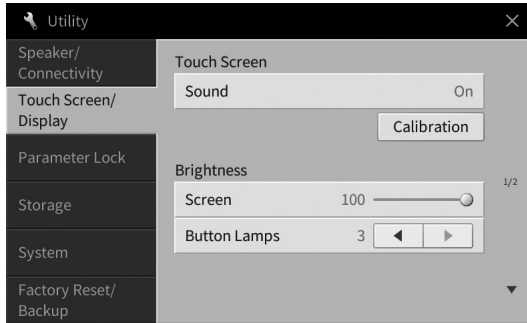 Utility
Speaker/
Connectivity
Touch Screen/
Display
Parameter Lock
Storage
System
Factory Reset/
Backup
Touch Screen
Sound On
Calibration
Brightness
Screen 100
Button Lamps 3
1/2